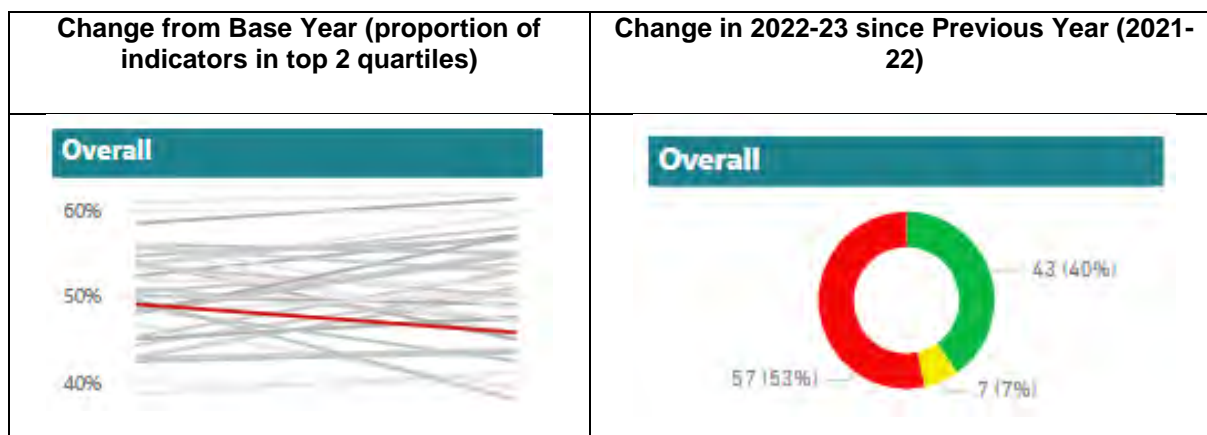 Change from Base Year (proportion of
indicators in top 2 quartiles)
Change in 2022-23 since Previous Year (2021-
22)
Overall
60%
50%
40%
Overall
43 (40%)
57 (53%)
7 (7%)